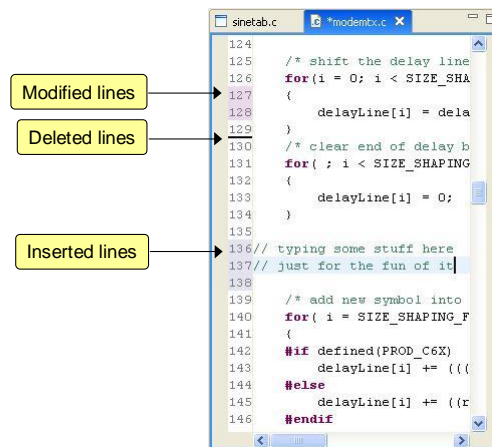 sinetab.c
*modemtx.c
Modified lines
Deleted lines
Inserted lines
124
125 /* shift the delay line
126 for(i = 0; i < SIZE_SHA
127 {
128 delayLine[i] = dela
129 }
130 /* clear end of delay b
131 for( ; i < SIZE_SHAPING
132 {
133 delayLine[i] = 0;
134 }
135
136 // typing some stuff here
137 // just for the fun of it
138
139 /* add new symbol into
140 for( i = SIZE_SHAPING_F
141 {
142 #if defined(PROD_C6X)
143 delayLine[i] += (((
144 #else
145 delayLine[i] += ((r
146 #endif